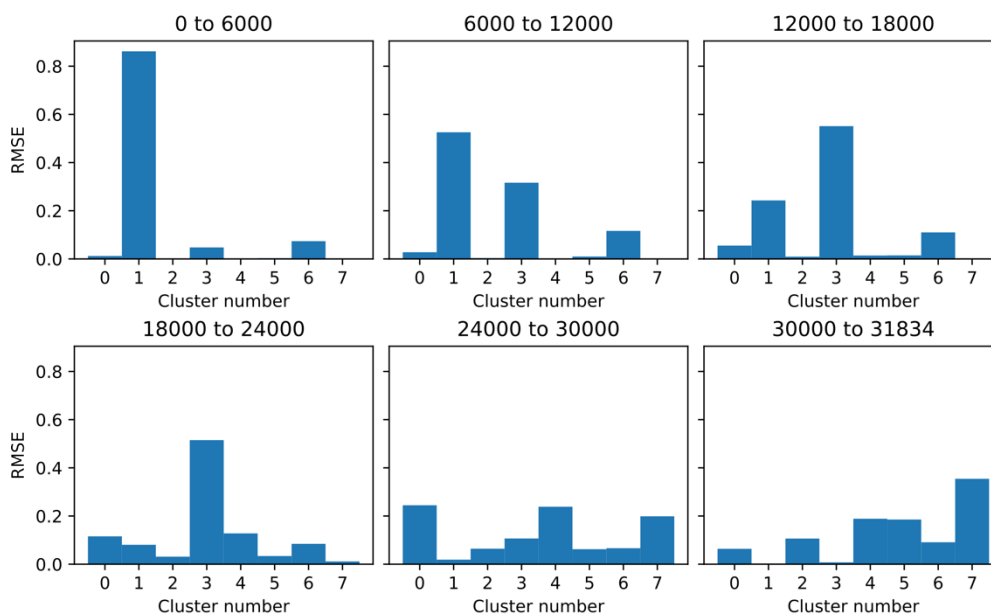 0 to 6000
6000 to 12000
12000 to 18000
RMSE
0.8
0.6
0.4
0.2
0.0
0 1 2 3 4 5 6 7
0 1 2 3 4 5 6 7
0 1 2 3 4 5 6 7
Cluster number
Cluster number
Cluster number
18000 to 24000
24000 to 30000
30000 to 31834
RMSE
0.8
0.6
0.4
0.2
0.0
0 1 2 3 4 5 6 7
0 1 2 3 4 5 6 7
0 1 2 3 4 5 6 7
Cluster number
Cluster number
Cluster number